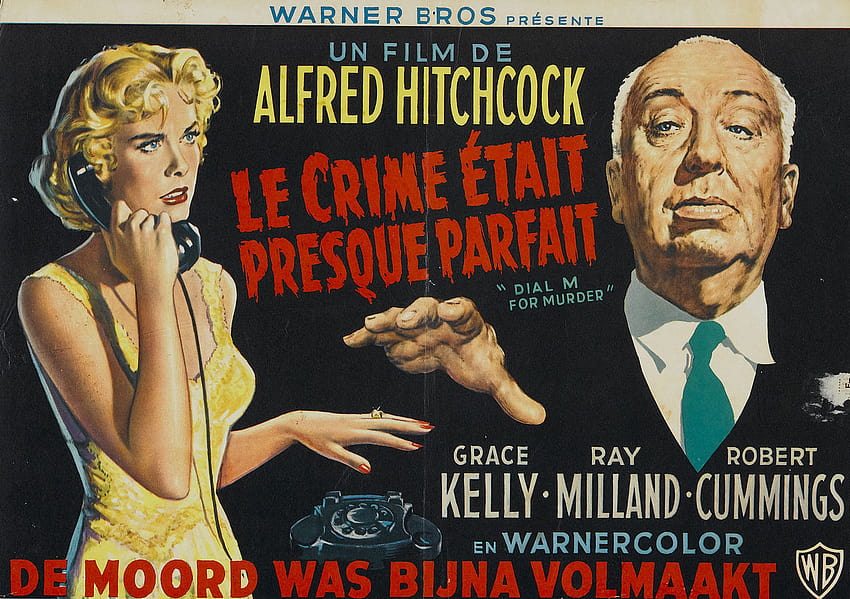 WARNER BROS PRÉSENTE
UN FILM DE
ALFRED HITCHCOCK
LE CRIME ÉTAIT
PRESQUE PARFAIT
"DIAL M
FOR MURDER"
GRACE RAY ROBERT
KELLY · MILLAND · CUMMINGS
EN WARNERCOLOR
DE MOORD WAS BIJNA VOLMAAKT
WB